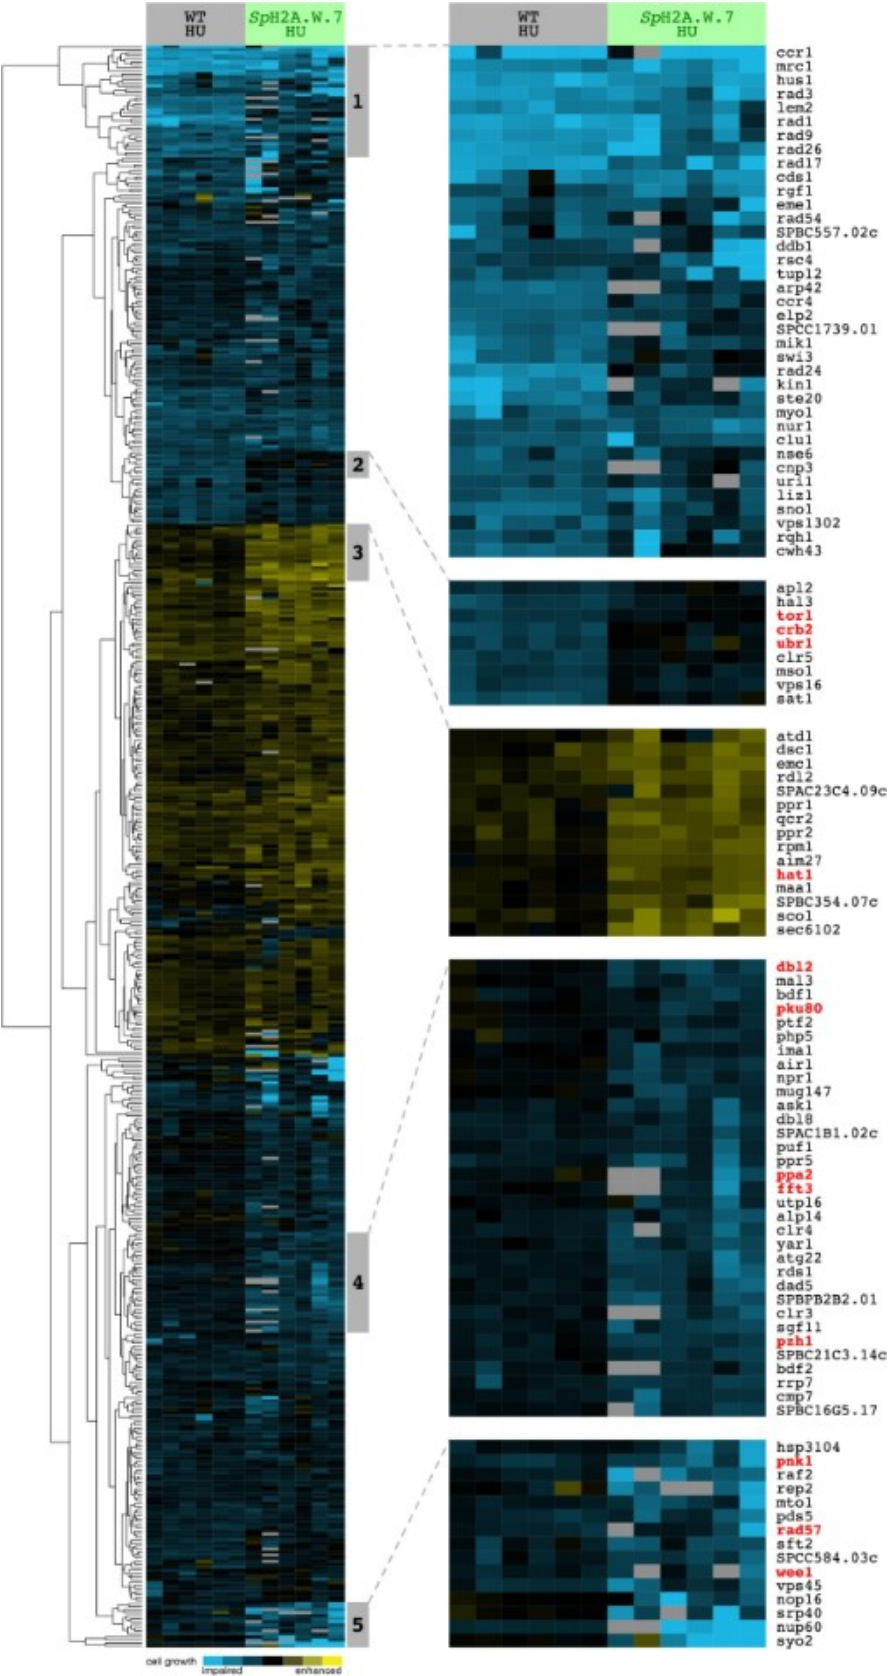 WT
HU
SpH2A.W.7
HU
WT
HU
SpH2A.W.7
HU
1
2
3
4
5
ccr1
mrc1
hus1
rad3
lem2
rad1
rad9
rad26
rad17
cds1
rgf1
eme1
rad54
SPBC557.02c
ddb1
rsc4
tup12
arp42
ccr4
elp2
SPCC1739.01
mik1
swi3
rad24
kin1
ste20
myo1
nur1
clu1
nse6
cnp3
uri1
liz1
sno1
vps1302
rqh1
cwh43
apl2
hal3
tor1
crb2
ubr1
clr5
mso1
vps16
sat1
atd1
dsc1
emc1
rdl2
SPAC23C4.09c
ppr1
qcr2
ppr2
rpm1
aim27
hat1
maa1
SPBC354.07c
sco1
sec6102
dbl2
mal3
bdf1
pku80
ptf2
php5
ima1
air1
npr1
mug147
ask1
dbl8
SPAC1B1.02c
puf1
ppr5
ppa2
fft3
utp16
alp14
clr4
yar1
atg22
rds1
dad5
SPBPB2B2.01
clr3
sgf11
pzh1
SPBC21C3.14c
bdf2
rrp7
cmp7
SPBC16G5.17
hsp3104
pnk1
raf2
rep2
mto1
pds5
rad57
sft2
SPCC584.03c
wee1
vps45
nop16
srp40
nup60
syo2
cell growth
impaired enhanced